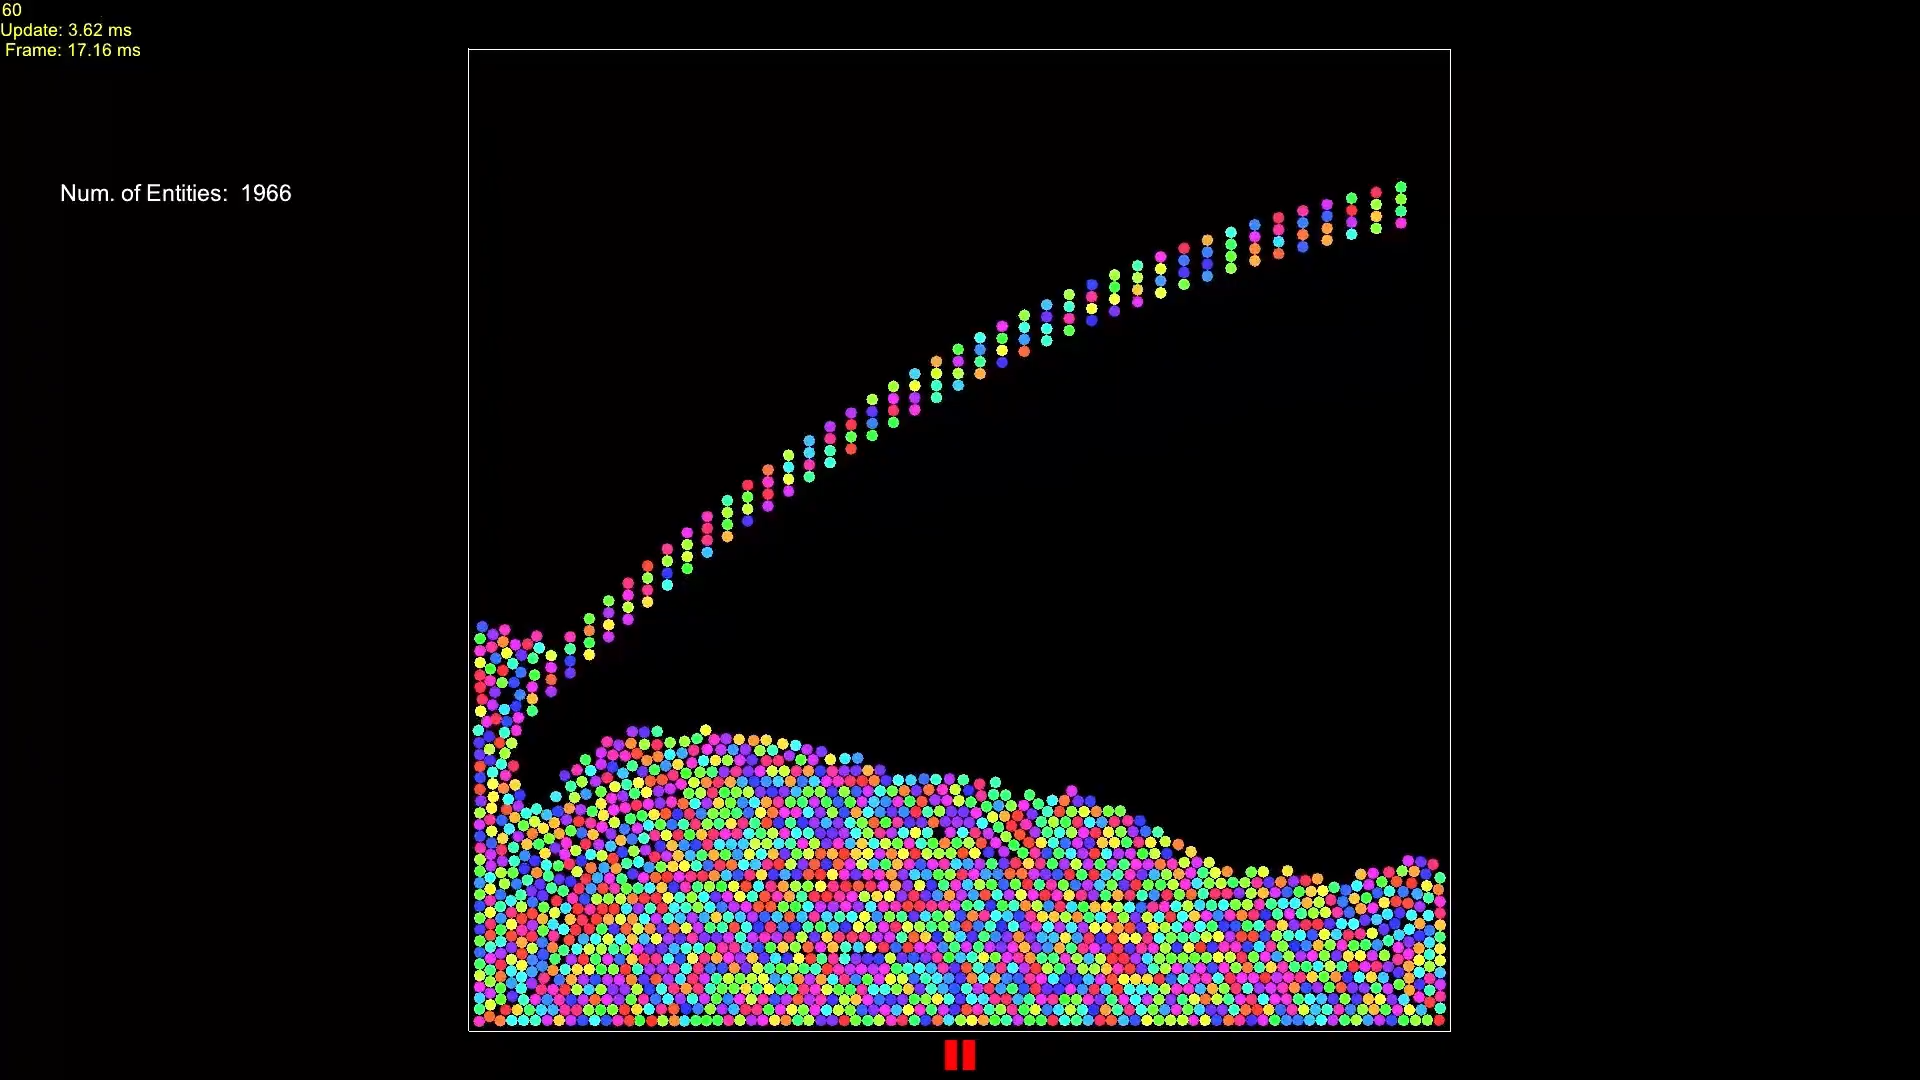 60
Update: 3.62 ms
Frame: 17.16 ms
Num. of Entities: 1966